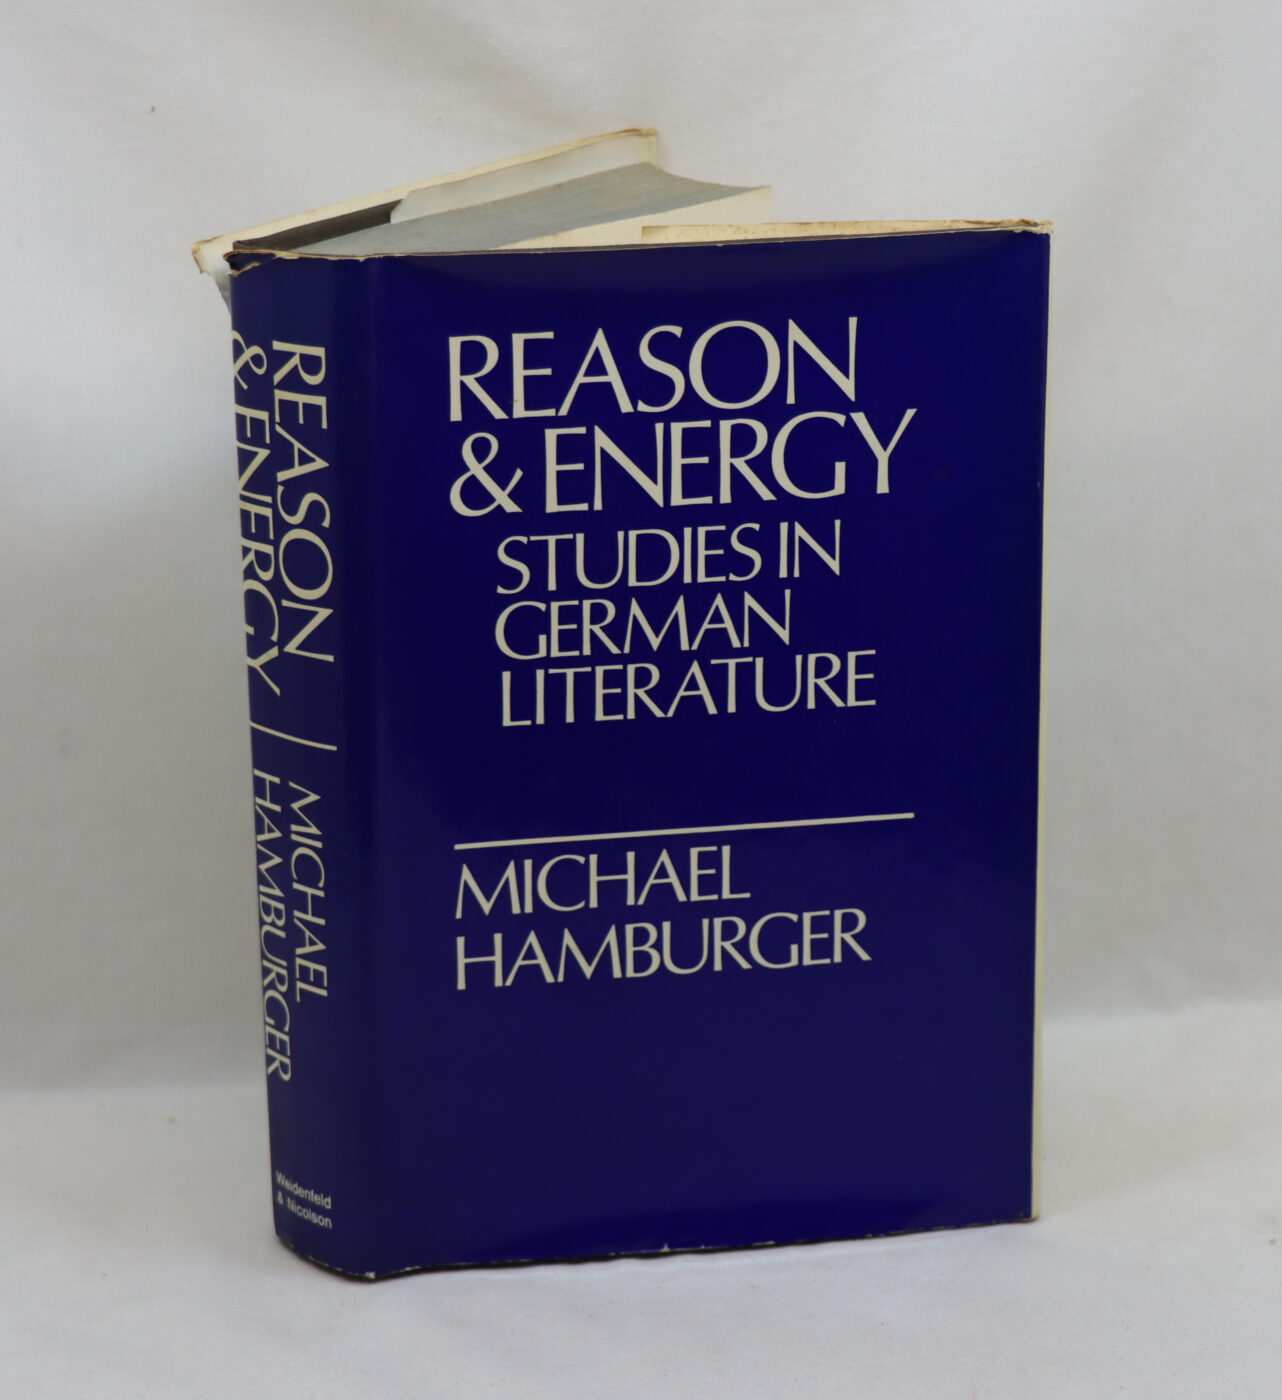 REASON
& ENERGY
MICHAEL
HAMBURGER
Weidenfeld
& Nicolson
REASON
& ENERGY
STUDIES IN
GERMAN
LITERATURE
MICHAEL
HAMBURGER